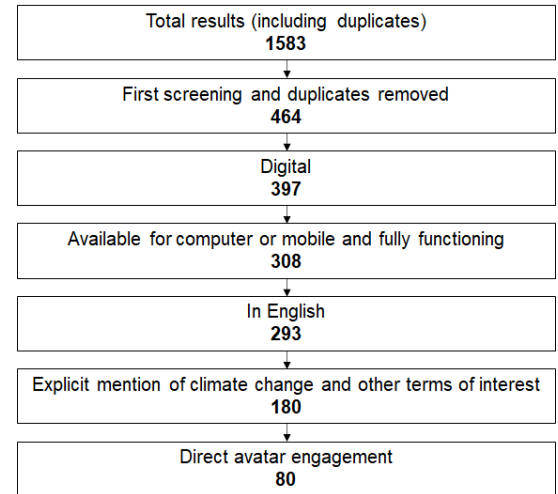 Total results (including duplicates)
1583
First screening and duplicates removed
464
Digital
397
Available for computer or mobile and fully functioning
308
In English
293
Explicit mention of climate change and other terms of interest
180
Direct avatar engagement
80